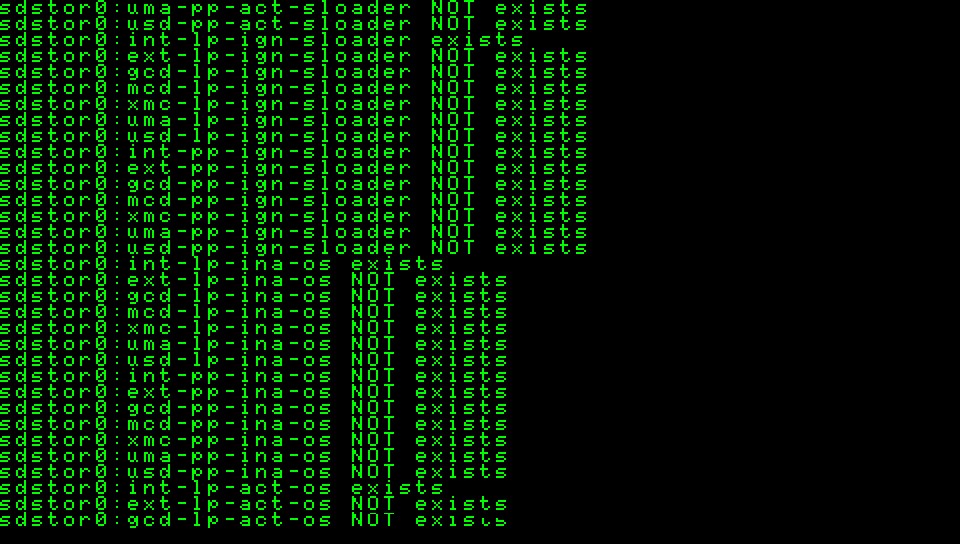 sdstor0:uma-pp-act-sloader NOT exists
sdstor0:usd-pp-act-sloader NOT exists
sdstor0:int-lp-ign-sloader exists
sdstor0:ext-lp-ign-sloader NOT exists
sdstor0:gcd-lp-ign-sloader NOT exists
sdstor0:mcd-lp-ign-sloader NOT exists
sdstor0:xmc-lp-ign-sloader NOT exists
sdstor0:uma-lp-ign-sloader NOT exists
sdstor0:usd-lp-ign-sloader NOT exists
sdstor0:int-pp-ign-sloader NOT exists
sdstor0:ext-pp-ign-sloader NOT exists
sdstor0:gcd-pp-ign-sloader NOT exists
sdstor0:mcd-pp-ign-sloader NOT exists
sdstor0:xmc-pp-ign-sloader NOT exists
sdstor0:uma-pp-ign-sloader NOT exists
sdstor0:usd-pp-ign-sloader NOT exists
sdstor0:int-lp-ina-os exists
sdstor0:ext-lp-ina-os NOT exists
sdstor0:gcd-lp-ina-os NOT exists
sdstor0:mcd-lp-ina-os NOT exists
sdstor0:xmc-lp-ina-os NOT exists
sdstor0:uma-lp-ina-os NOT exists
sdstor0:usd-lp-ina-os NOT exists
sdstor0:int-pp-ina-os NOT exists
sdstor0:ext-pp-ina-os NOT exists
sdstor0:gcd-pp-ina-os NOT exists
sdstor0:mcd-pp-ina-os NOT exists
sdstor0:xmc-pp-ina-os NOT exists
sdstor0:uma-pp-ina-os NOT exists
sdstor0:usd-pp-ina-os NOT exists
sdstor0:int-lp-act-os exists
sdstor0:ext-lp-act-os NOT exists
sdstor0:gcd-lp-act-os NOT exists